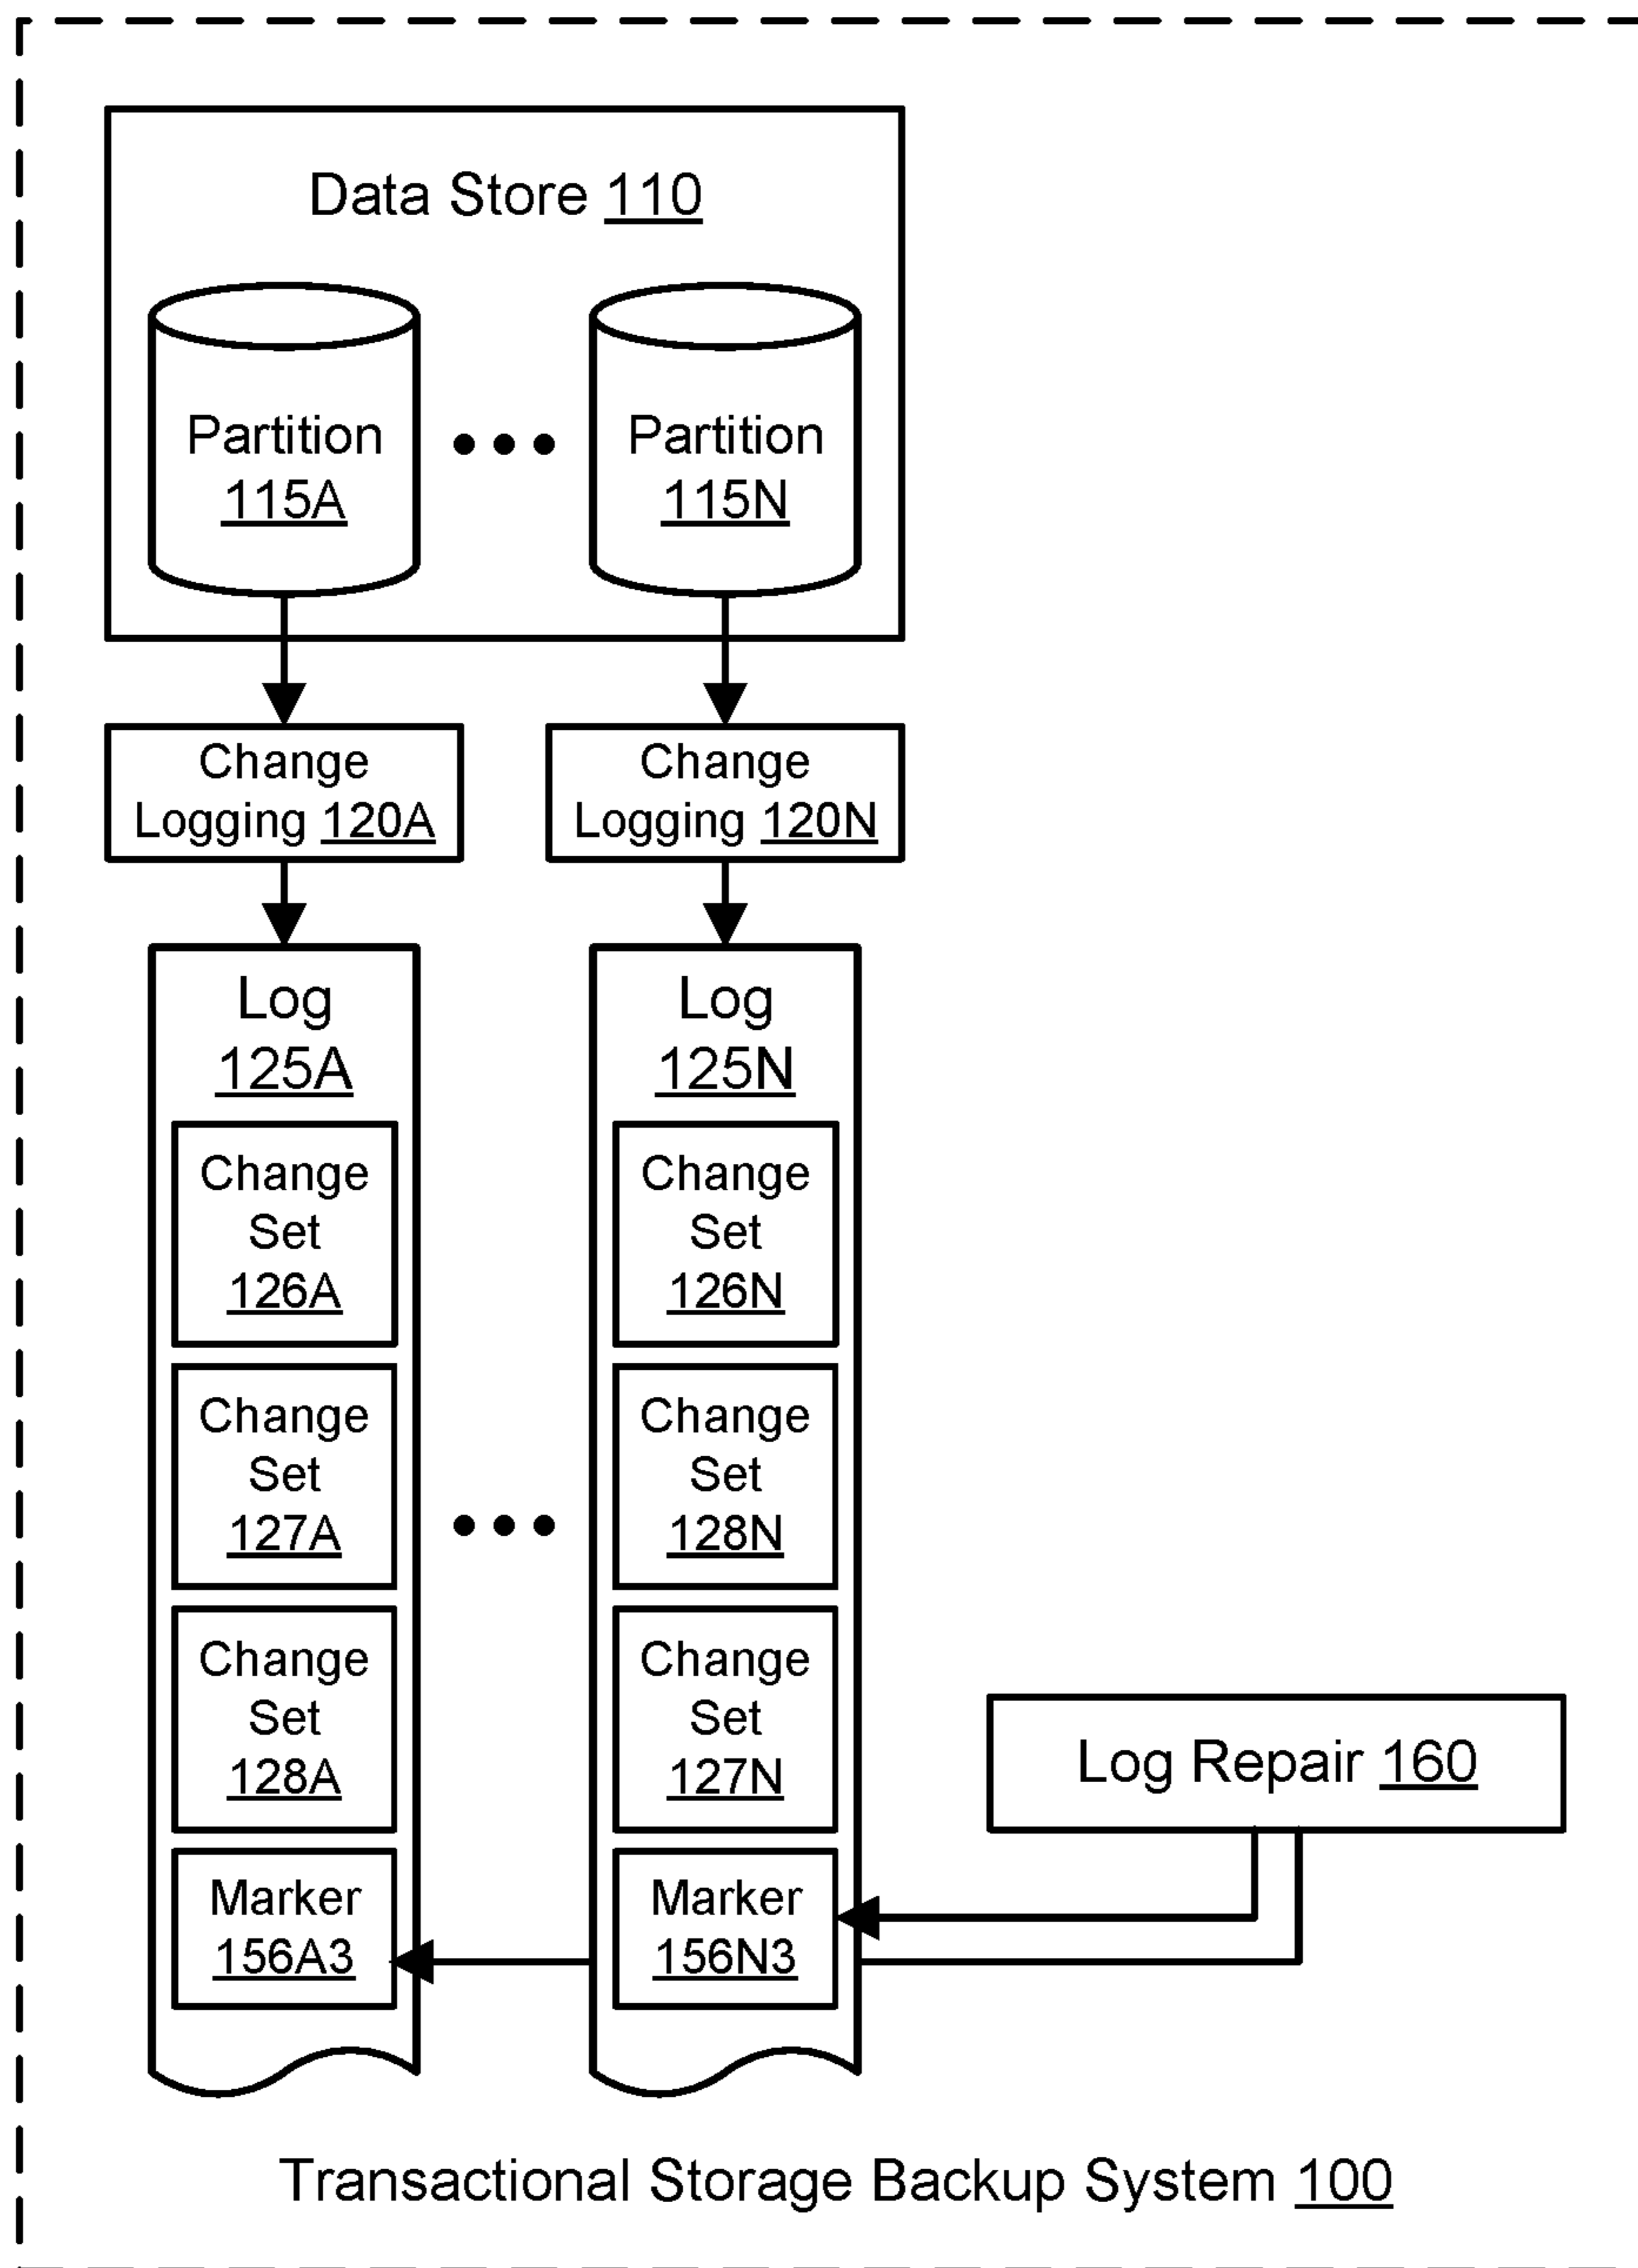 Data Store 110
Partition
115A
Partition
115N
Change
Logging 120A
Change
Logging 120N
Log
125A
Log
125N
Change
Set
126A
Change
Set
126N
Change
Set
127A
Change
Set
128N
Change
Set
128A
Change
Set
127N
Log Repair 160
Marker
156A3
Marker
156N3
Transactional Storage Backup System 100